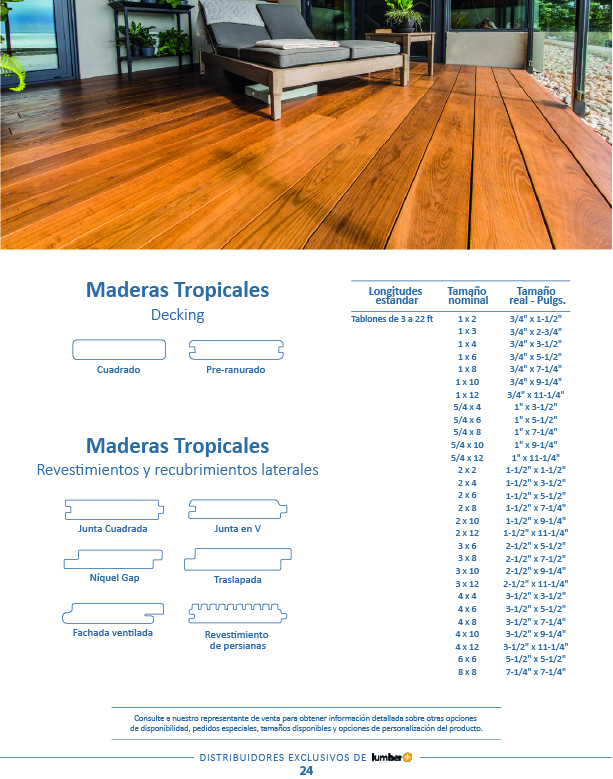 Maderas Tropicales
Decking
Cuadrado
Pre-ranurado
Maderas Tropicales
Revestimientos y recubrimientos laterales
Junta Cuadrada
Junta en V
Níquel Gap
Traslapada
Fachada ventilada
Revestimiento
de persianas
Longitudes estándar Tamaño nominal Tamaño real - Pulgs.
Tablones de 3 a 22 ft 1 x 2 3/4" x 1-1/2"
1 x 3 3/4" x 2-3/4"
1 x 4 3/4" x 3-1/2"
1 x 6 3/4" x 5-1/2"
1 x 8 3/4" x 7-1/4"
1 x 10 3/4" x 9-1/4"
1 x 12 3/4" x 11-1/4"
5/4 x 4 1" x 3-1/2"
5/4 x 6 1" x 5-1/2"
5/4 x 8 1" x 7-1/4"
5/4 x 10 1" x 9-1/4"
5/4 x 12 1" x 11-1/4"
2 x 2 1-1/2" x 1-1/2"
2 x 4 1-1/2" x 3-1/2"
2 x 6 1-1/2" x 5-1/2"
2 x 8 1-1/2" x 7-1/4"
2 x 10 1-1/2" x 9-1/4"
2 x 12 1-1/2" x 11-1/4"
3 x 6 2-1/2" x 5-1/2"
3 x 8 2-1/2" x 7-1/2"
3 x 10 2-1/2" x 9-1/4"
3 x 12 2-1/2" x 11-1/4"
4 x 4 3-1/2" x 3-1/2"
4 x 6 3-1/2" x 5-1/2"
4 x 8 3-1/2" x 7-1/4"
4 x 10 3-1/2" x 9-1/4"
4 x 12 3-1/2" x 11-1/4"
6 x 6 5-1/2" x 5-1/2"
8 x 8 7-1/4" x 7-1/4"
Consulte a nuestro representante de venta para obtener información detallada sobre otras opciones
de disponibilidad, pedidos especiales, tamaños disponibles y opciones de personalización del producto.
DISTRIBUIDORES EXCLUSIVOS DE lumber+
24